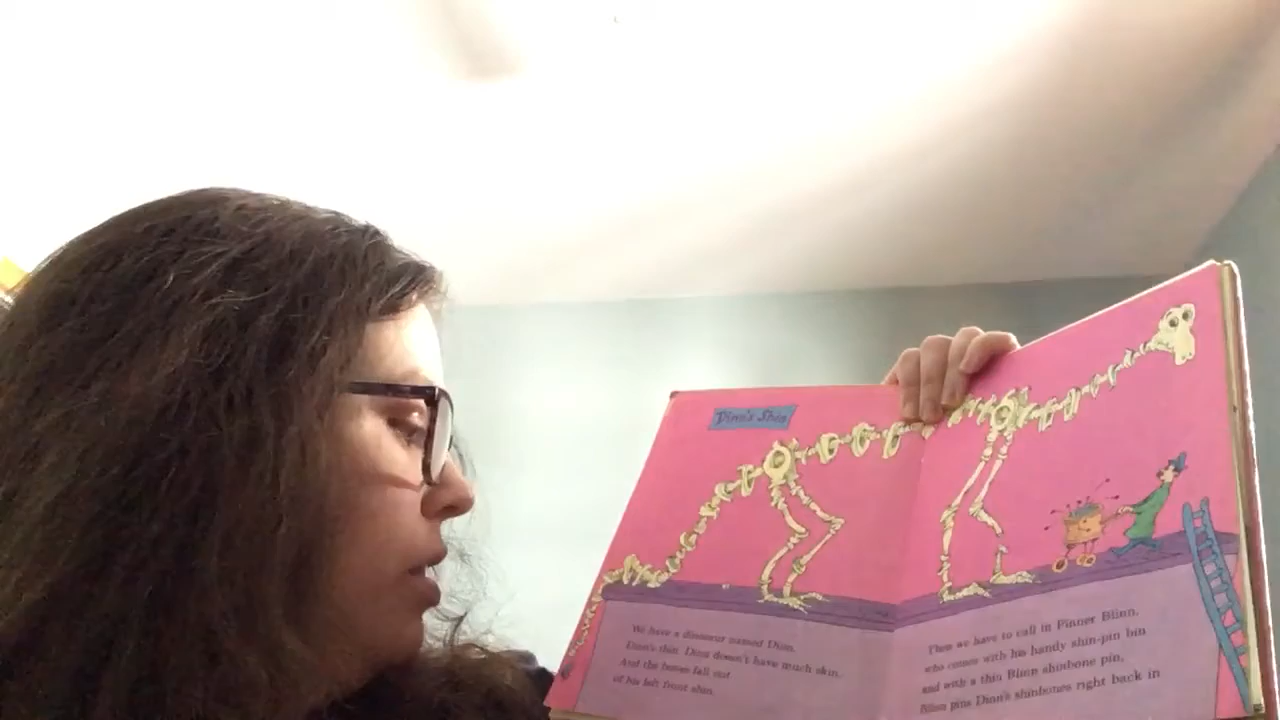 Dinn's Shin
We have a dinosaur named Dinn.
Dinn's thin. Dinn doesn't have much skin.
And the bones fall out
of his left front shin.
Then we have to call in Pinner Blinn,
who comes with his handy shin-pin bin
and with a thin Blinn shinbone pin,
Blinn pins Dinn's shinbones right back in